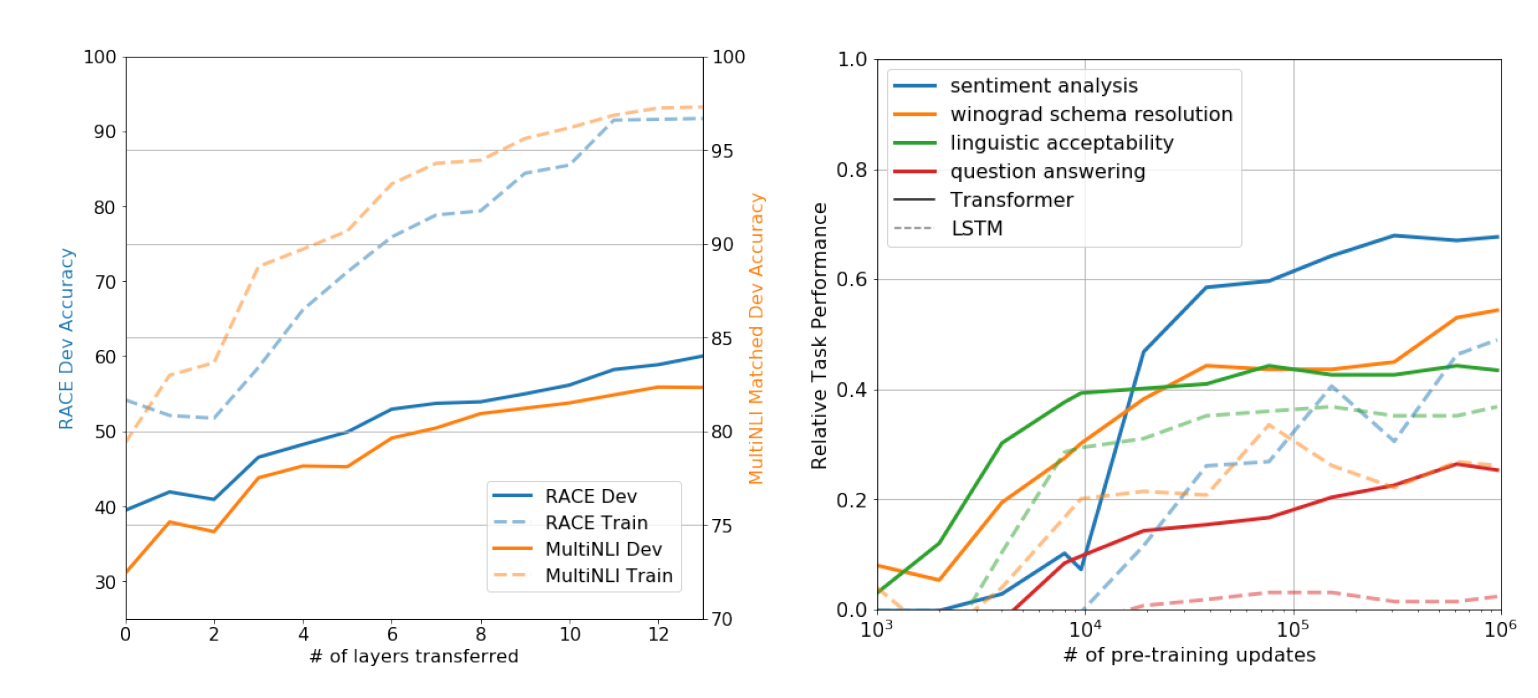 100
90
80
70
60
50
40
30
RACE Dev Accuracy
0
2
4
6
8
10
12
# of layers transferred
100
95
90
85
80
75
70
MultiNLI Matched Dev Accuracy
RACE Dev
RACE Train
MultiNLI Dev
MultiNLI Train
1.0
0.8
0.6
0.4
0.2
0.0
Relative Task Performance
10³
10⁴
10⁵
10⁶
# of pre-training updates
sentiment analysis
winograd schema resolution
linguistic acceptability
question answering
Transformer
LSTM